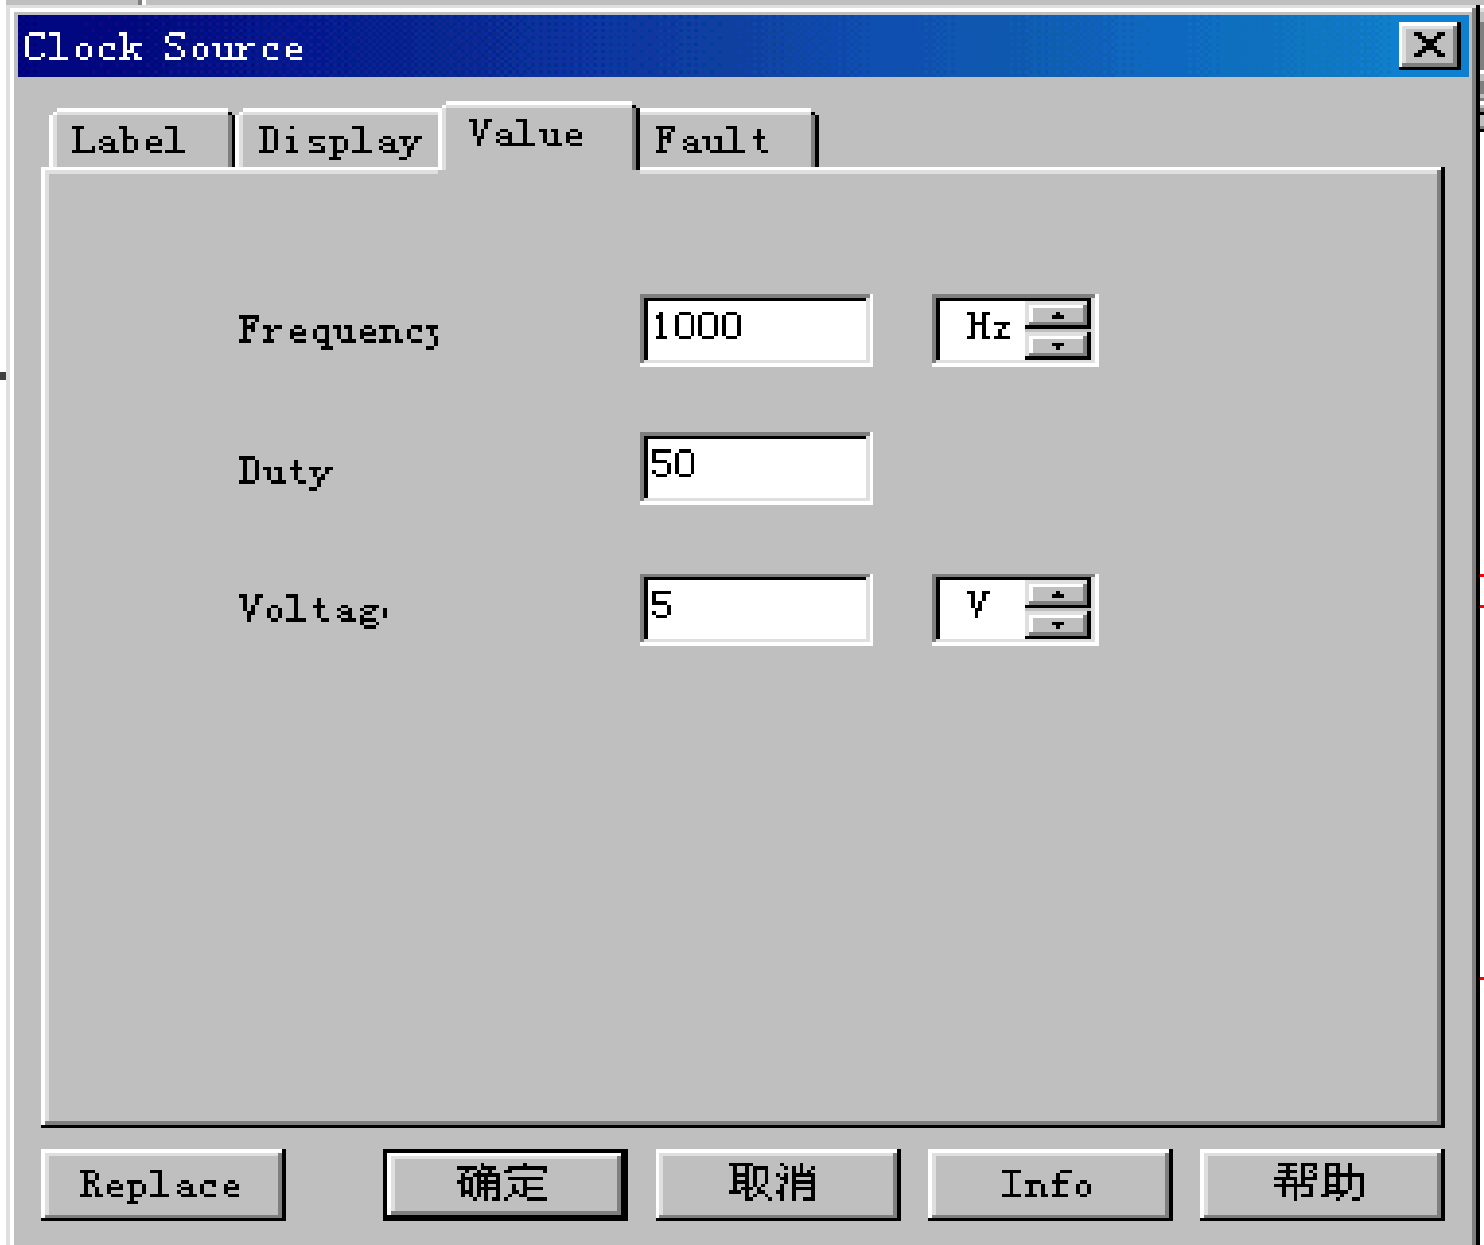 Clock Source
Label Display Value Fault
Frequency 1000 Hz
Duty 50
Voltage 5 V
Replace 确定 取消 Info 帮助